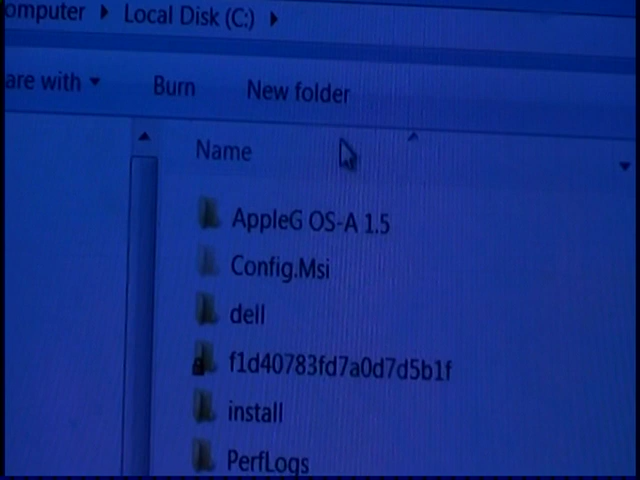 omputer ▸ Local Disk (C:) ▸
are with ▾ Burn New folder
Name
AppleG OS-A 1.5
Config.Msi
dell
f1d40783fd7a0d7d5b1f
install
PerfLogs